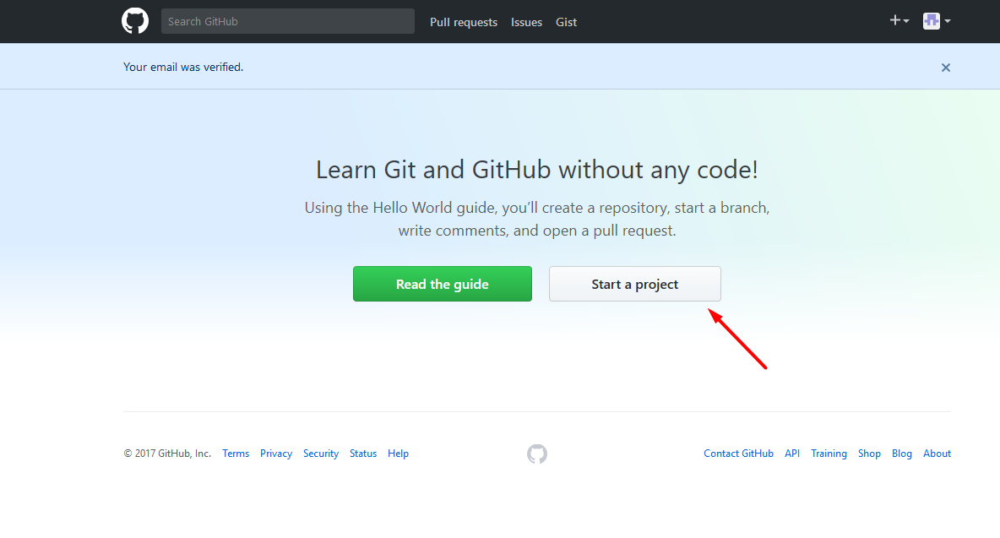 Search GitHub Pull requests Issues Gist
Your email was verified.
Learn Git and GitHub without any code!
Using the Hello World guide, you’ll create a repository, start a branch,
write comments, and open a pull request.
Read the guide Start a project
© 2017 GitHub, Inc. Terms Privacy Security Status Help Contact GitHub API Training Shop Blog About